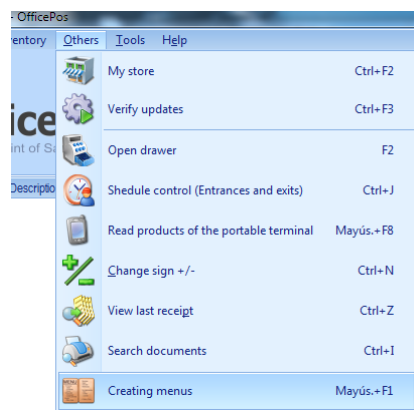 - OfficePos
entory Others Tools Help
My store Ctrl+F2
Verify updates Ctrl+F3
ice
Open drawer F2
int of Sa
Descriptio
Shedule control (Entrances and exits) Ctrl+J
Read products of the portable terminal Mayús.+F8
Change sign +/- Ctrl+N
View last receipt Ctrl+Z
Search documents Ctrl+I
MENU
Creating menus Mayús.+F1